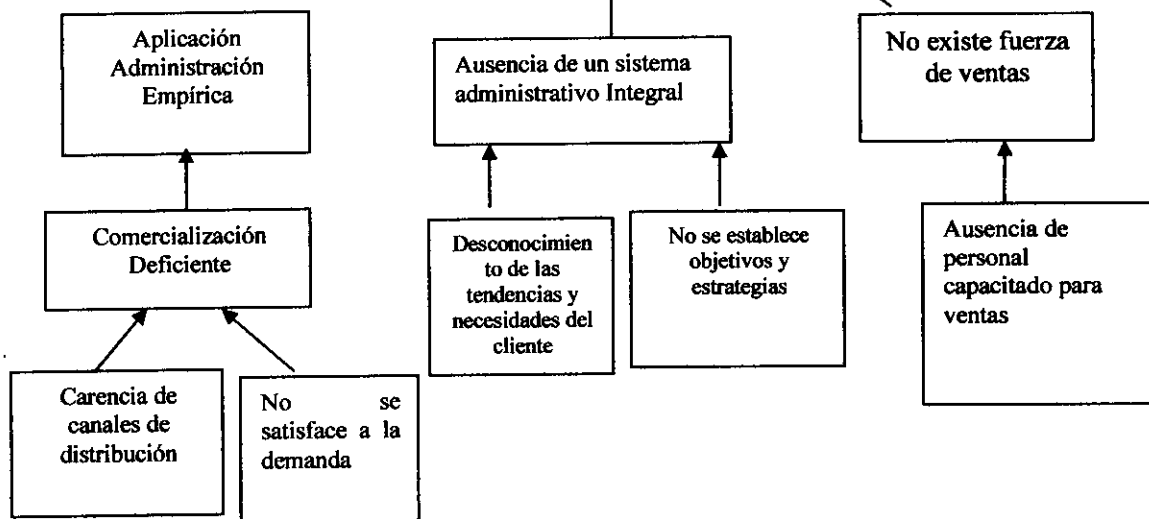 Aplicación
Administración
Empírica
Ausencia de un sistema
administrativo Integral
No existe fuerza
de ventas
Comercialización
Deficiente
Desconocimien
to de las
tendencias y
necesidades del
cliente
No se establece
objetivos y
estrategias
Ausencia de
personal
capacitado para
ventas
Carencia de
canales de
distribución
No se
satisface a la
demanda